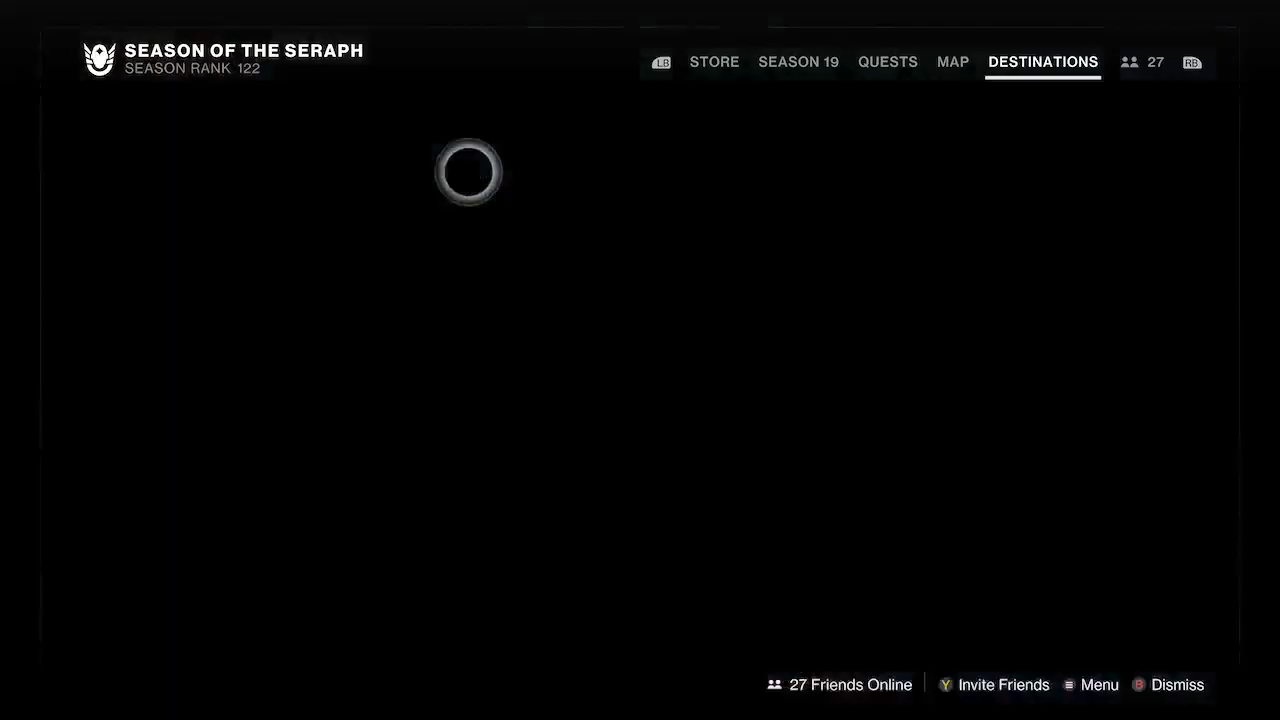 SEASON OF THE SERAPH
SEASON RANK 122
LB STORE SEASON 19 QUESTS MAP DESTINATIONS 27 RB
27 Friends Online Y Invite Friends Menu B Dismiss